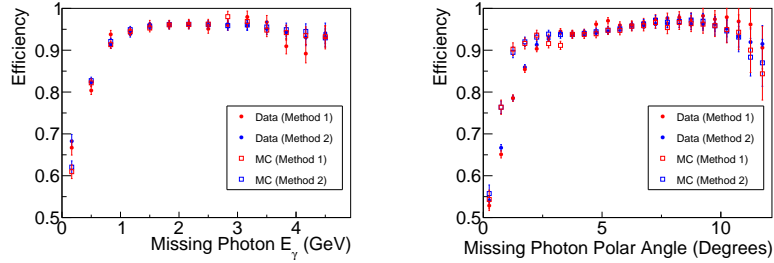 Efficiency
1
0.9
0.8
0.7
0.6
0.5
Data (Method 1)
Data (Method 2)
MC (Method 1)
MC (Method 2)
0 1 2 3 4
Missing Photon E_γ (GeV)
Efficiency
1
0.9
0.8
0.7
0.6
0.5
Data (Method 1)
Data (Method 2)
MC (Method 1)
MC (Method 2)
0 5 10
Missing Photon Polar Angle (Degrees)